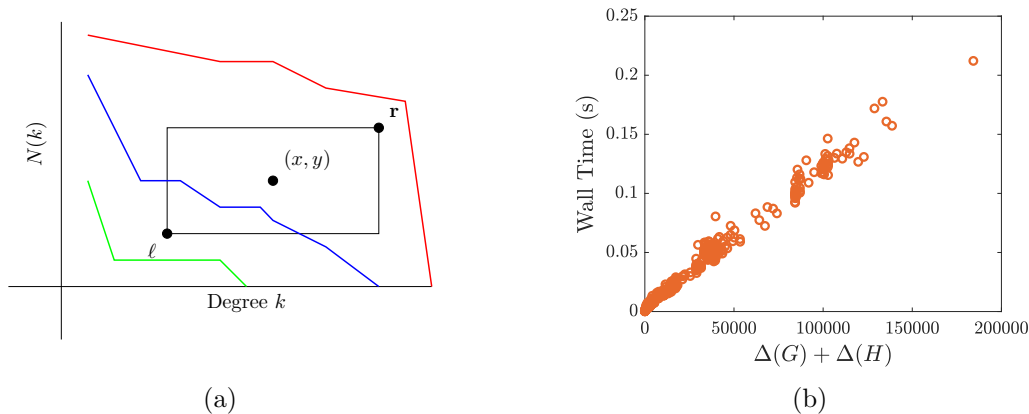 N(k)
r
(x, y)
ℓ
Degree k
(a)
0.25
0.2
0.15
0.1
0.05
0
Wall Time (s)
0 50000 100000 150000 200000
Δ(G) + Δ(H)
(b)